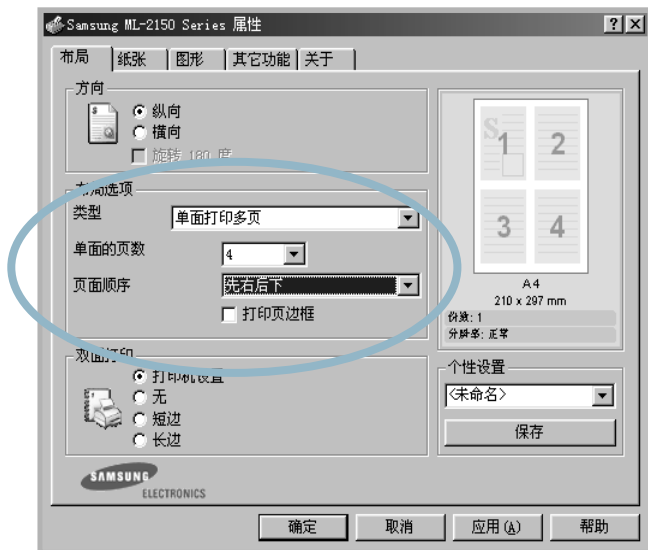 Samsung ML-2150 Series 属性
布局 纸张 图形 其它功能 关于
方向
纵向
横向
旋转 180 度
布局选项
类型 单面打印多页
单面的页数 4
页面顺序 先右后下
打印页边框
双面打印
打印机设置
无
短边
长边
SAMSUNG
ELECTRONICS
S
1 2
3 4
A4
210 x 297 mm
份数: 1
分辨率: 正常
个性设置
<未命名>
保存
确定 取消 应用(A) 帮助